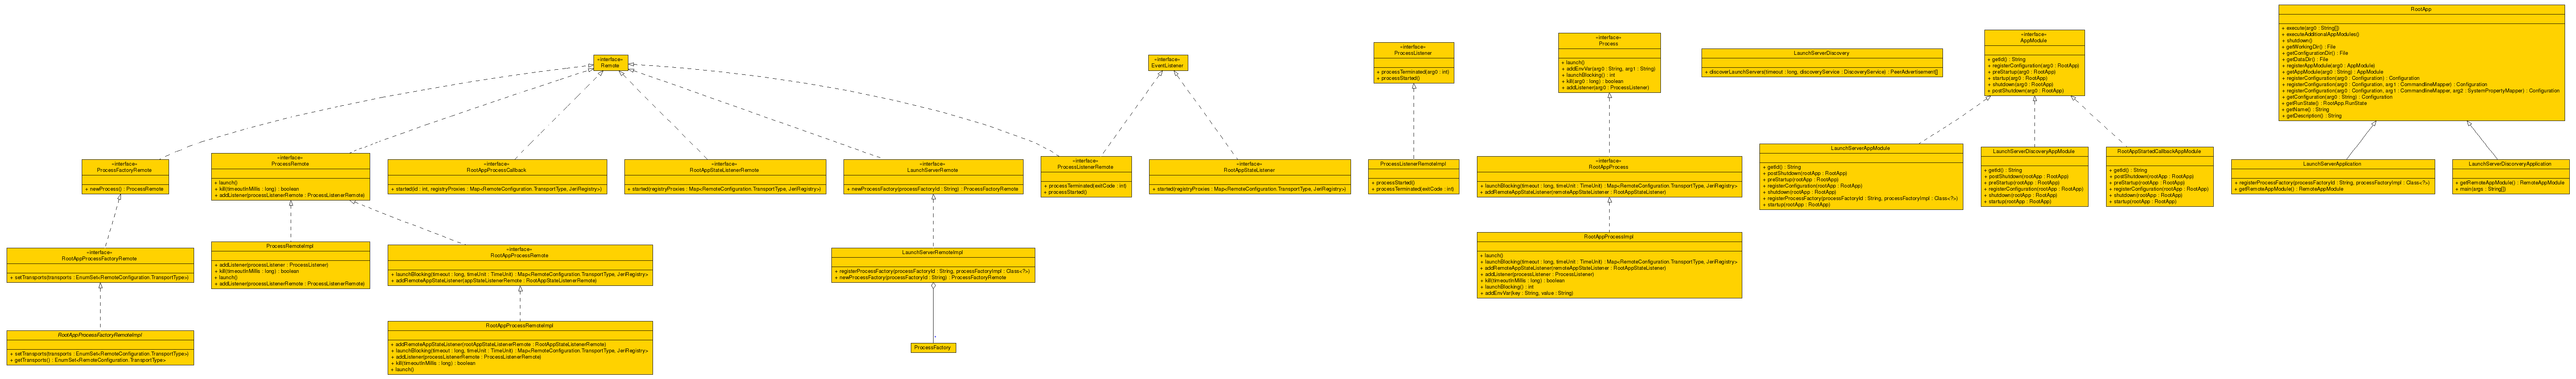 «interface»
Remote
«interface»
EventListener
«interface»
ProcessListener
+ processTerminated(arg0 : int)
+ processStarted()
«interface»
Process
+ launch()
+ addEnvVar(arg0 : String, arg1 : String)
+ launchBlocking() : int
+ kill(arg0 : long) : boolean
+ addListener(arg0 : ProcessListener)
LaunchServerDiscovery
+ discoverLaunchServers(timeout : long, discoveryService : DiscoveryService) : PeerAdvertisement[]
«interface»
AppModule
+ getId() : String
+ registerConfiguration(arg0 : RootApp)
+ preStartup(arg0 : RootApp)
+ startup(arg0 : RootApp)
+ shutdown(arg0 : RootApp)
+ postShutdown(arg0 : RootApp)
RootApp
+ execute(arg0 : String[])
+ executeAdditionalAppModules()
+ shutdown()
+ getWorkingDir() : File
+ getConfigurationDir() : File
+ getDataDir() : File
+ registerAppModule(arg0 : AppModule)
+ getAppModule(arg0 : String) : AppModule
+ registerConfiguration(arg0 : Configuration) : Configuration
+ registerConfiguration(arg0 : Configuration, arg1 : CommandlineMapper) : Configuration
+ registerConfiguration(arg0 : Configuration, arg1 : CommandlineMapper, arg2 : SystemPropertyMapper) : Configuration
+ getConfiguration(arg0 : String) : Configuration
+ getRunState() : RootApp.RunState
+ getName() : String
+ getDescription() : String
«interface»
ProcessFactoryRemote
+ newProcess() : ProcessRemote
«interface»
ProcessRemote
+ launch()
+ kill(timeoutInMillis : long) : boolean
+ addListener(processListener : ProcessListenerRemote)
«interface»
RootAppProcessCallback
+ started(id : int, registryProxies : Map<RemoteConfiguration.TransportType, JeriRegistry>)
«interface»
RootAppStateListenerRemote
+ started(registryProxies : Map<RemoteConfiguration.TransportType, JeriRegistry>)
«interface»
LaunchServerRemote
+ newProcessFactory(processFactoryId : String) : ProcessFactoryRemote
«interface»
ProcessListenerRemote
+ processTerminated(exitCode : int)
+ processStarted()
«interface»
RootAppStateListener
+ started(registryProxies : Map<RemoteConfiguration.TransportType, JeriRegistry>)
ProcessListenerRemoteImpl
+ processStarted()
+ processTerminated(exitCode : int)
«interface»
RootAppProcess
+ launchBlocking(timeout : long, timeUnit : TimeUnit) : Map<RemoteConfiguration.TransportType, JeriRegistry>
+ addRemoteAppStateListener(remoteAppStateListener : RootAppStateListener)
LaunchServerAppModule
+ getId() : String
+ postShutdown(rootApp : RootApp)
+ preStartup(rootApp : RootApp)
+ registerConfiguration(rootApp : RootApp)
+ shutdown(rootApp : RootApp)
+ registerProcessFactory(processFactoryId : String, processFactoryImpl : Class<?>)
+ startup(rootApp : RootApp)
LaunchServerDiscoveryAppModule
+ getId() : String
+ postShutdown(rootApp : RootApp)
+ preStartup(rootApp : RootApp)
+ registerConfiguration(rootApp : RootApp)
+ shutdown(rootApp : RootApp)
+ startup(rootApp : RootApp)
RootAppStartedCallbackAppModule
+ getId() : String
+ postShutdown(rootApp : RootApp)
+ preStartup(rootApp : RootApp)
+ registerConfiguration(rootApp : RootApp)
+ shutdown(rootApp : RootApp)
+ startup(rootApp : RootApp)
LaunchServerApplication
+ registerProcessFactory(processFactoryId : String, processFactoryImpl : Class<?>)
+ getRemoteAppModule() : RemoteAppModule
LaunchServerDiscoveryApplication
+ getRemoteAppModule() : RemoteAppModule
+ main(args : String[])
«interface»
RootAppProcessFactoryRemote
+ setTransports(transports : EnumSet<RemoteConfiguration.TransportType>)
ProcessRemoteImpl
+ addListener(processListener : ProcessListener)
+ kill(timeoutInMillis : long) : boolean
+ launch()
+ addListener(processListenerRemote : ProcessListenerRemote)
«interface»
RootAppProcessRemote
+ launchBlocking(timeout : long, timeUnit : TimeUnit) : Map<RemoteConfiguration.TransportType, JeriRegistry>
+ addRemoteAppStateListener(appStateListenerRemote : RootAppStateListenerRemote)
LaunchServerRemoteImpl
+ registerProcessFactory(processFactoryId : String, processFactoryImpl : Class<?>)
+ newProcessFactory(processFactoryId : String) : ProcessFactoryRemote
RootAppProcessImpl
+ launch()
+ launchBlocking(timeout : long, timeUnit : TimeUnit) : Map<RemoteConfiguration.TransportType, JeriRegistry>
+ addRemoteAppStateListener(remoteAppStateListener : RootAppStateListener)
+ addListener(processListener : ProcessListener)
+ kill(timeoutInMillis : long) : boolean
+ launchBlocking() : int
+ addEnvVar(key : String, value : String)
RootAppProcessFactoryRemoteImpl
+ setTransports(transports : EnumSet<RemoteConfiguration.TransportType>)
+ getTransports() : EnumSet<RemoteConfiguration.TransportType>
RootAppProcessRemoteImpl
+ addRemoteAppStateListener(rootAppStateListenerRemote : RootAppStateListenerRemote)
+ launchBlocking(timeout : long, timeUnit : TimeUnit) : Map<RemoteConfiguration.TransportType, JeriRegistry>
+ addListener(processListenerRemote : ProcessListenerRemote)
+ kill(timeoutInMillis : long) : boolean
+ launch()
*
ProcessFactory